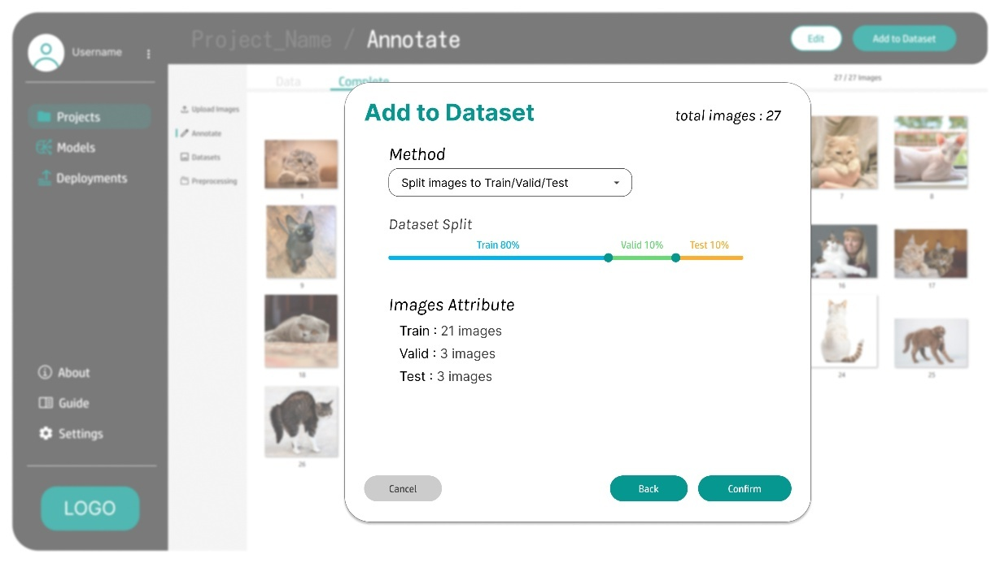 Username
Project_Name / Annotate
Edit
Add to Dataset
Data
Complete
27 / 27 Images
Projects
Models
Deployments
Upload Images
Annotate
Datasets
Preprocessing
Add to Dataset
total images : 27
Method
Split images to Train/Valid/Test
Dataset Split
Train 80% Valid 10% Test 10%
Images Attribute
Train : 21 images
Valid : 3 images
Test : 3 images
Cancel
Back
Confirm
1
7
8
9
16
17
18
24
25
26
About
Guide
Settings
LOGO